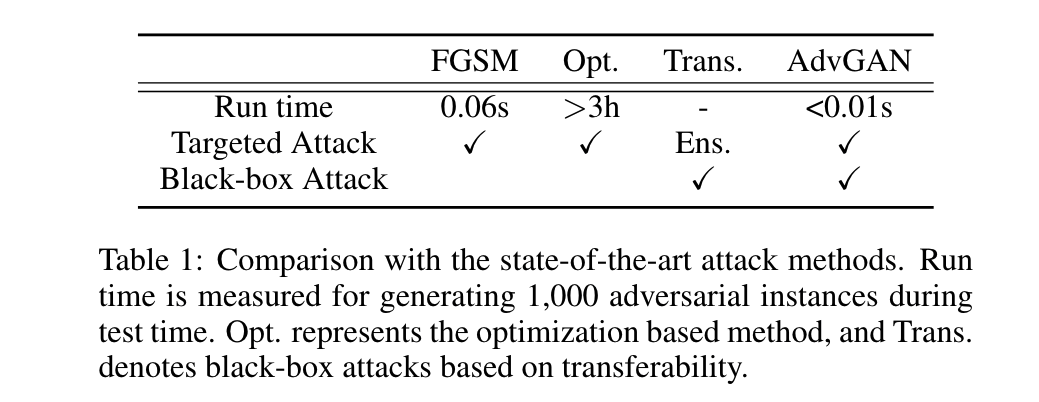 FGSM Opt. Trans. AdvGAN
Run time 0.06s >3h - <0.01s
Targeted Attack ✓ ✓ Ens. ✓
Black-box Attack ✓ ✓
Table 1: Comparison with the state-of-the-art attack methods. Run
time is measured for generating 1,000 adversarial instances during
test time. Opt. represents the optimization based method, and Trans.
denotes black-box attacks based on transferability.